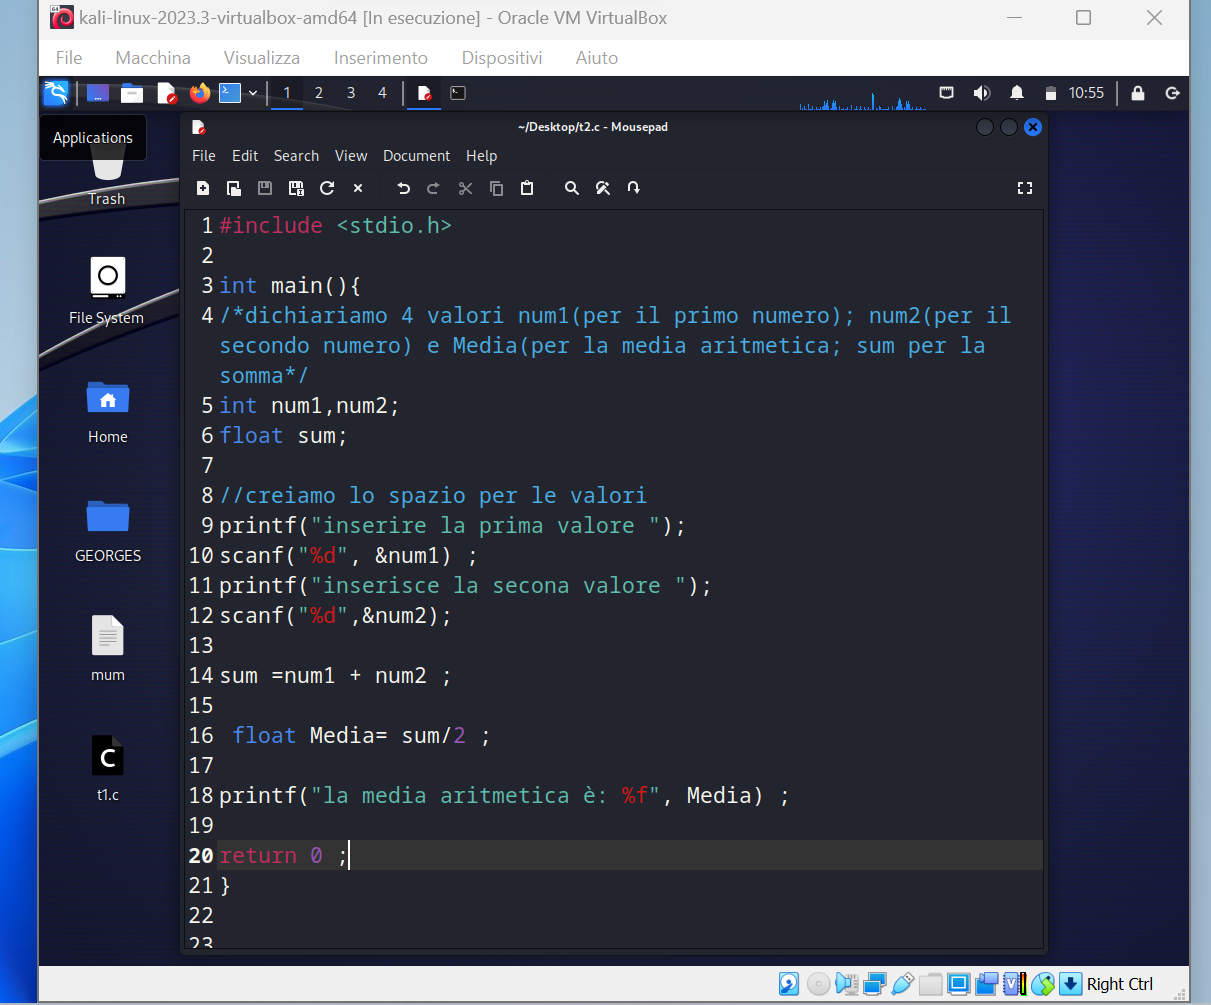 kali-linux-2023.3-virtualbox-amd64 [In esecuzione] - Oracle VM VirtualBox
File Macchina Visualizza Inserimento Dispositivi Aiuto
1 2 3 4 10:55
Applications
~/Desktop/t2.c - Mousepad
File Edit Search View Document Help
Trash
File System
Home
GEORGES
mum
C
t1.c
1 #include <stdio.h>
2
3 int main(){
4 /*dichiariamo 4 valori num1(per il primo numero); num2(per il
secondo numero) e Media(per la media aritmetica; sum per la
somma*/
5 int num1,num2;
6 float sum;
7
8 //creiamo lo spazio per le valori
9 printf("inserire la prima valore ");
10 scanf("%d", &num1) ;
11 printf("inserisce la secona valore ");
12 scanf("%d",&num2);
13
14 sum =num1 + num2 ;
15
16  float Media= sum/2 ;
17
18 printf("la media aritmetica è: %f", Media) ;
19
20 return 0 ;
21 }
22
23
Right Ctrl